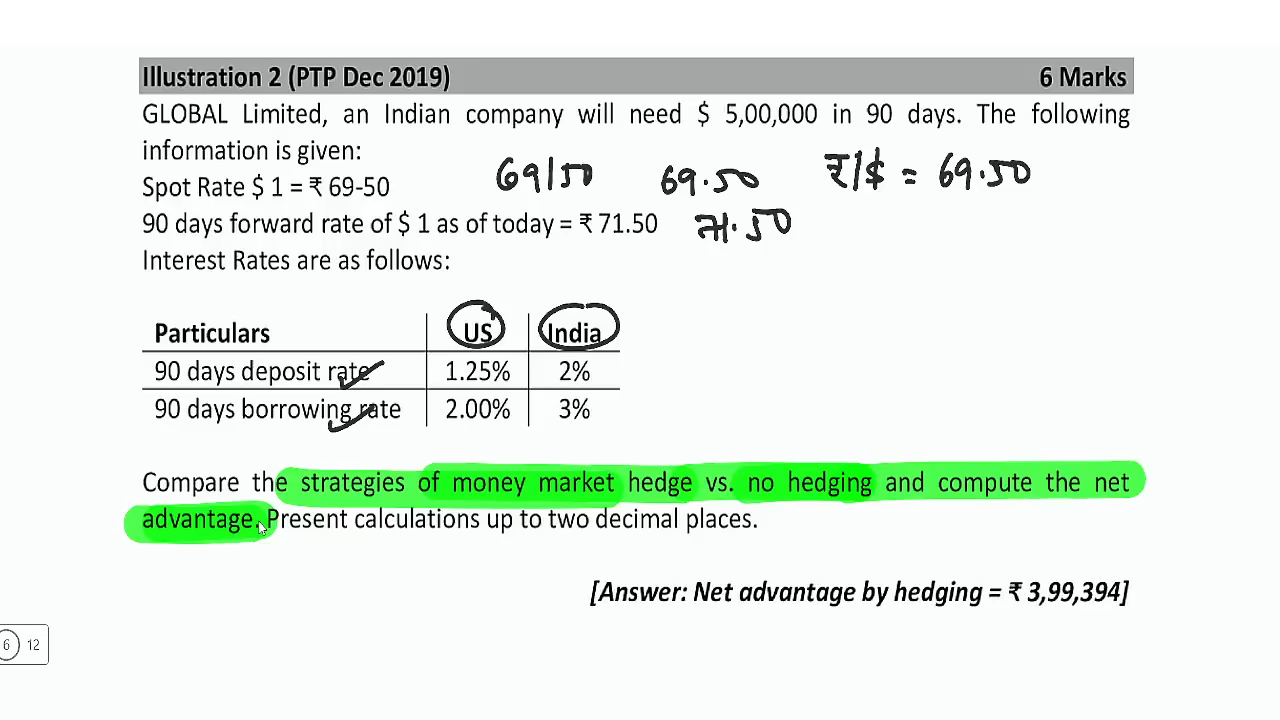 Illustration 2 (PTP Dec 2019) 6 Marks
GLOBAL Limited, an Indian company will need $ 5,00,000 in 90 days. The following
information is given:
69/50 69.50 ₹/$ = 69.50
Spot Rate $ 1 = ₹ 69-50
90 days forward rate of $ 1 as of today = ₹ 71.50 71.50
Interest Rates are as follows:
Particulars US India
90 days deposit rate 1.25% 2%
90 days borrowing rate 2.00% 3%
Compare the strategies of money market hedge vs. no hedging and compute the net
advantage. Present calculations up to two decimal places.
[Answer: Net advantage by hedging = ₹ 3,99,394]
6 12